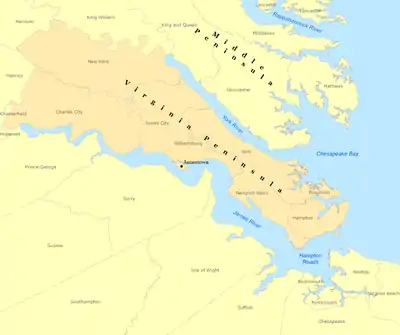 Lancaster
Lancaster
Hanover
King William
King and Queen
Rappahannock River
Middlesex
Middle
Peninsula
New Kent
Henrico
Gloucester
Mathews
Virginia Peninsula
Charles City
Chesterfield
James City
York River
Hopewell
Williamsburg
York
Chesapeake Bay
Jamestown
Prince George
Newport News
Poquoson
Surry
Hampton
James River
Sussex
Hampton
Roads
Isle of Wight
Norfolk
Portsmouth
Virginia Beach
Southampton
Suffolk
Portsmouth
Chesapeake